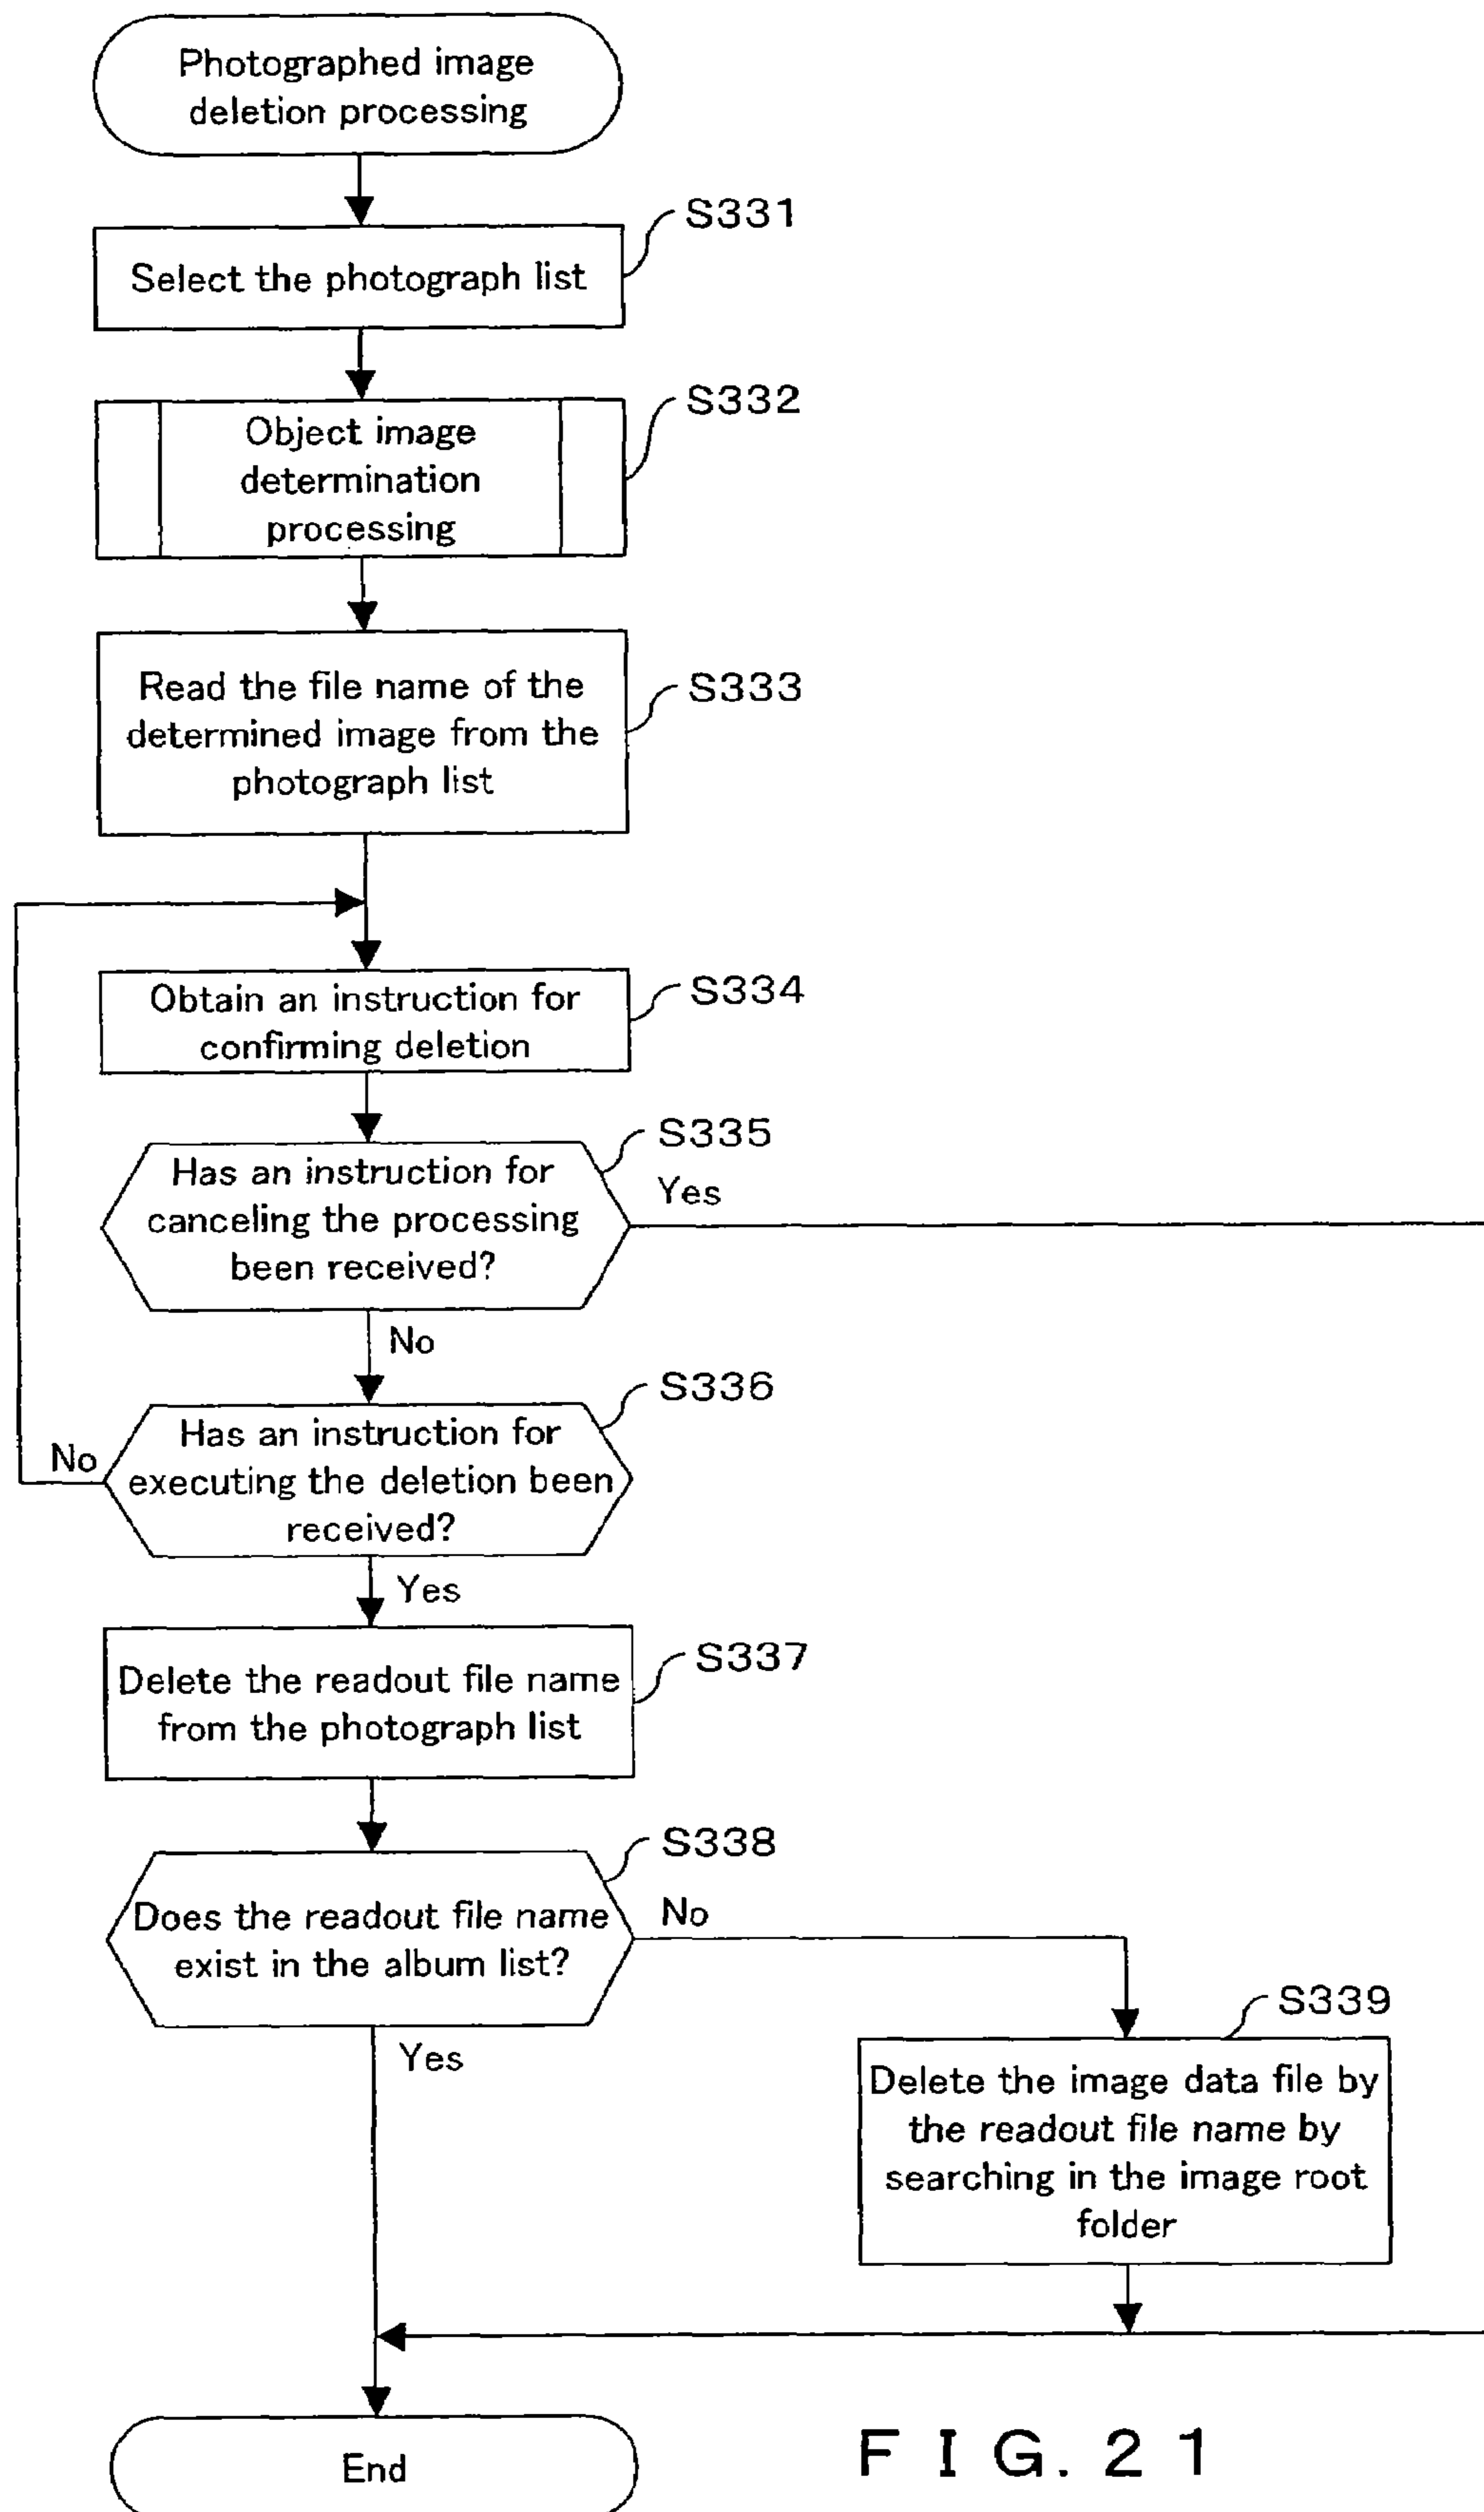 Photographed image
deletion processing
S331
Select the photograph list
S332
Object image
determination
processing
S333
Read the file name of the
determined image from the
photograph list
S334
Obtain an instruction for
confirming deletion
S335
Has an instruction for
canceling the processing
been received?
Yes
No
S336
Has an instruction for
executing the deletion been
received?
No
Yes
S337
Delete the readout file name
from the photograph list
S338
Does the readout file name
exist in the album list?
No
Yes
S339
Delete the image data file by
the readout file name by
searching in the image root
folder
End
FIG. 21